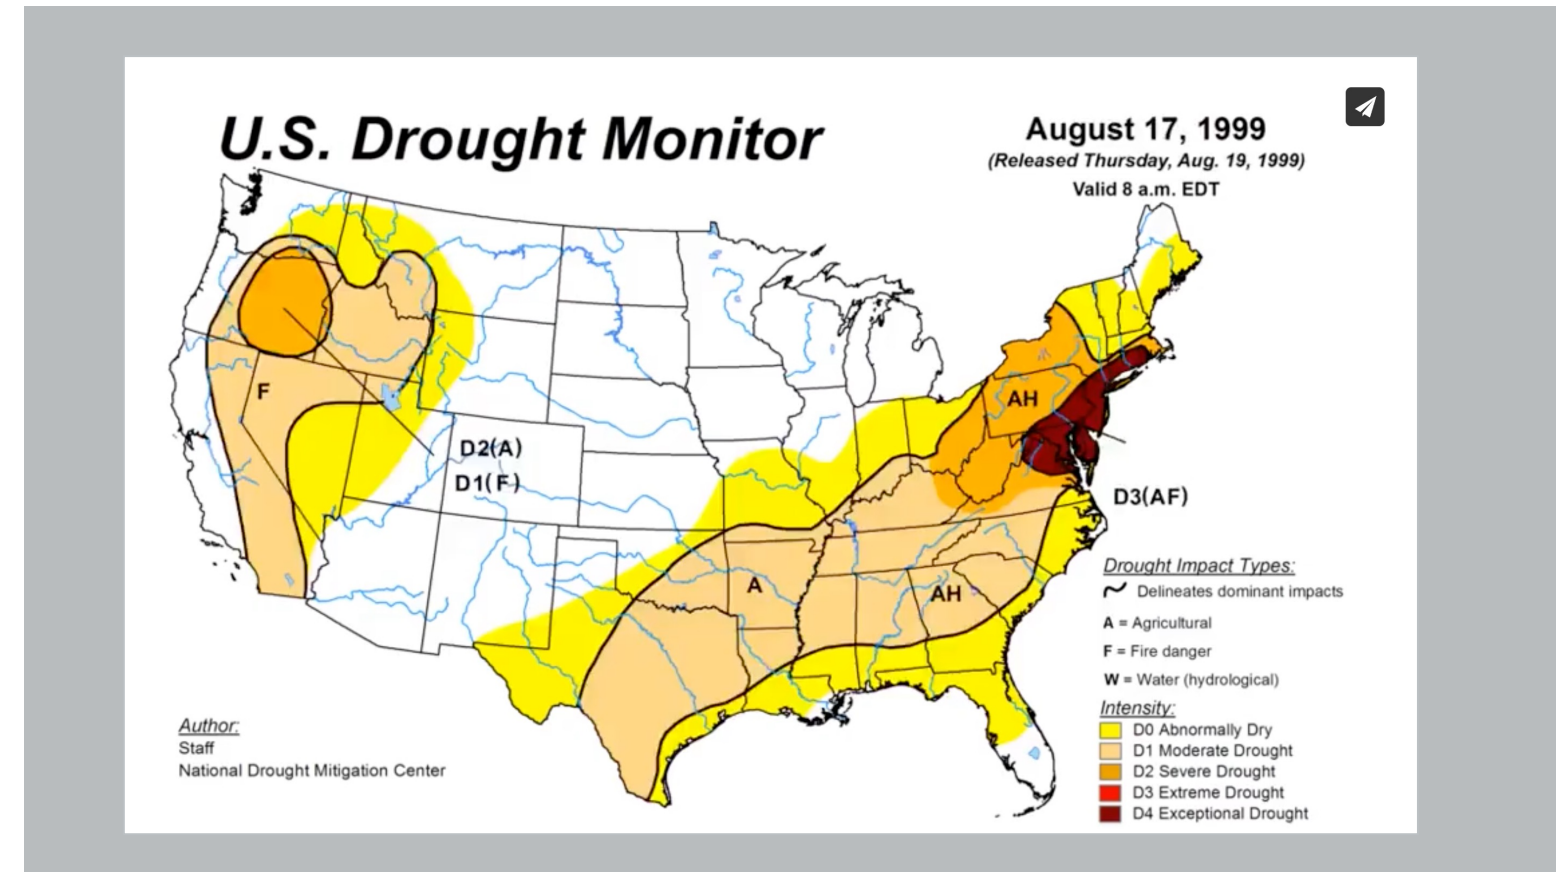 U.S. Drought Monitor
August 17, 1999
(Released Thursday, Aug. 19, 1999)
Valid 8 a.m. EDT
F
D2(A)
D1(F)
A
AH
AH
D3(AF)
Drought Impact Types:
Delineates dominant impacts
A = Agricultural
F = Fire danger
W = Water (hydrological)
Intensity:
D0 Abnormally Dry
D1 Moderate Drought
D2 Severe Drought
D3 Extreme Drought
D4 Exceptional Drought
Author:
Staff
National Drought Mitigation Center